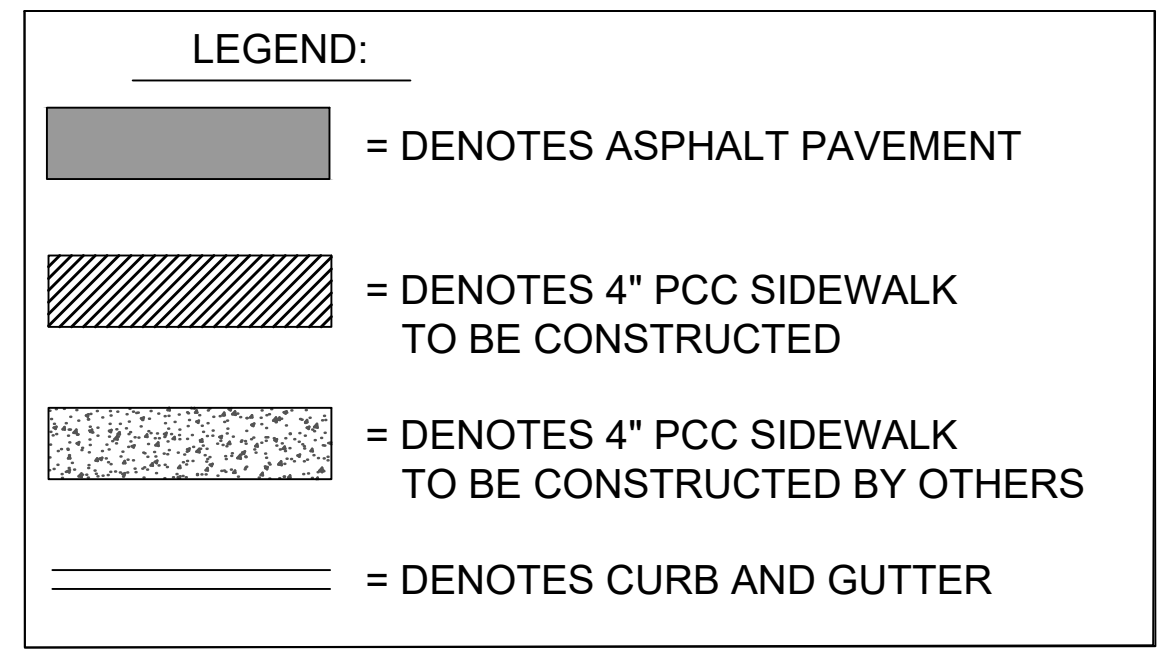 LEGEND:
= DENOTES ASPHALT PAVEMENT
= DENOTES 4" PCC SIDEWALK
TO BE CONSTRUCTED
= DENOTES 4" PCC SIDEWALK
TO BE CONSTRUCTED BY OTHERS
= DENOTES CURB AND GUTTER